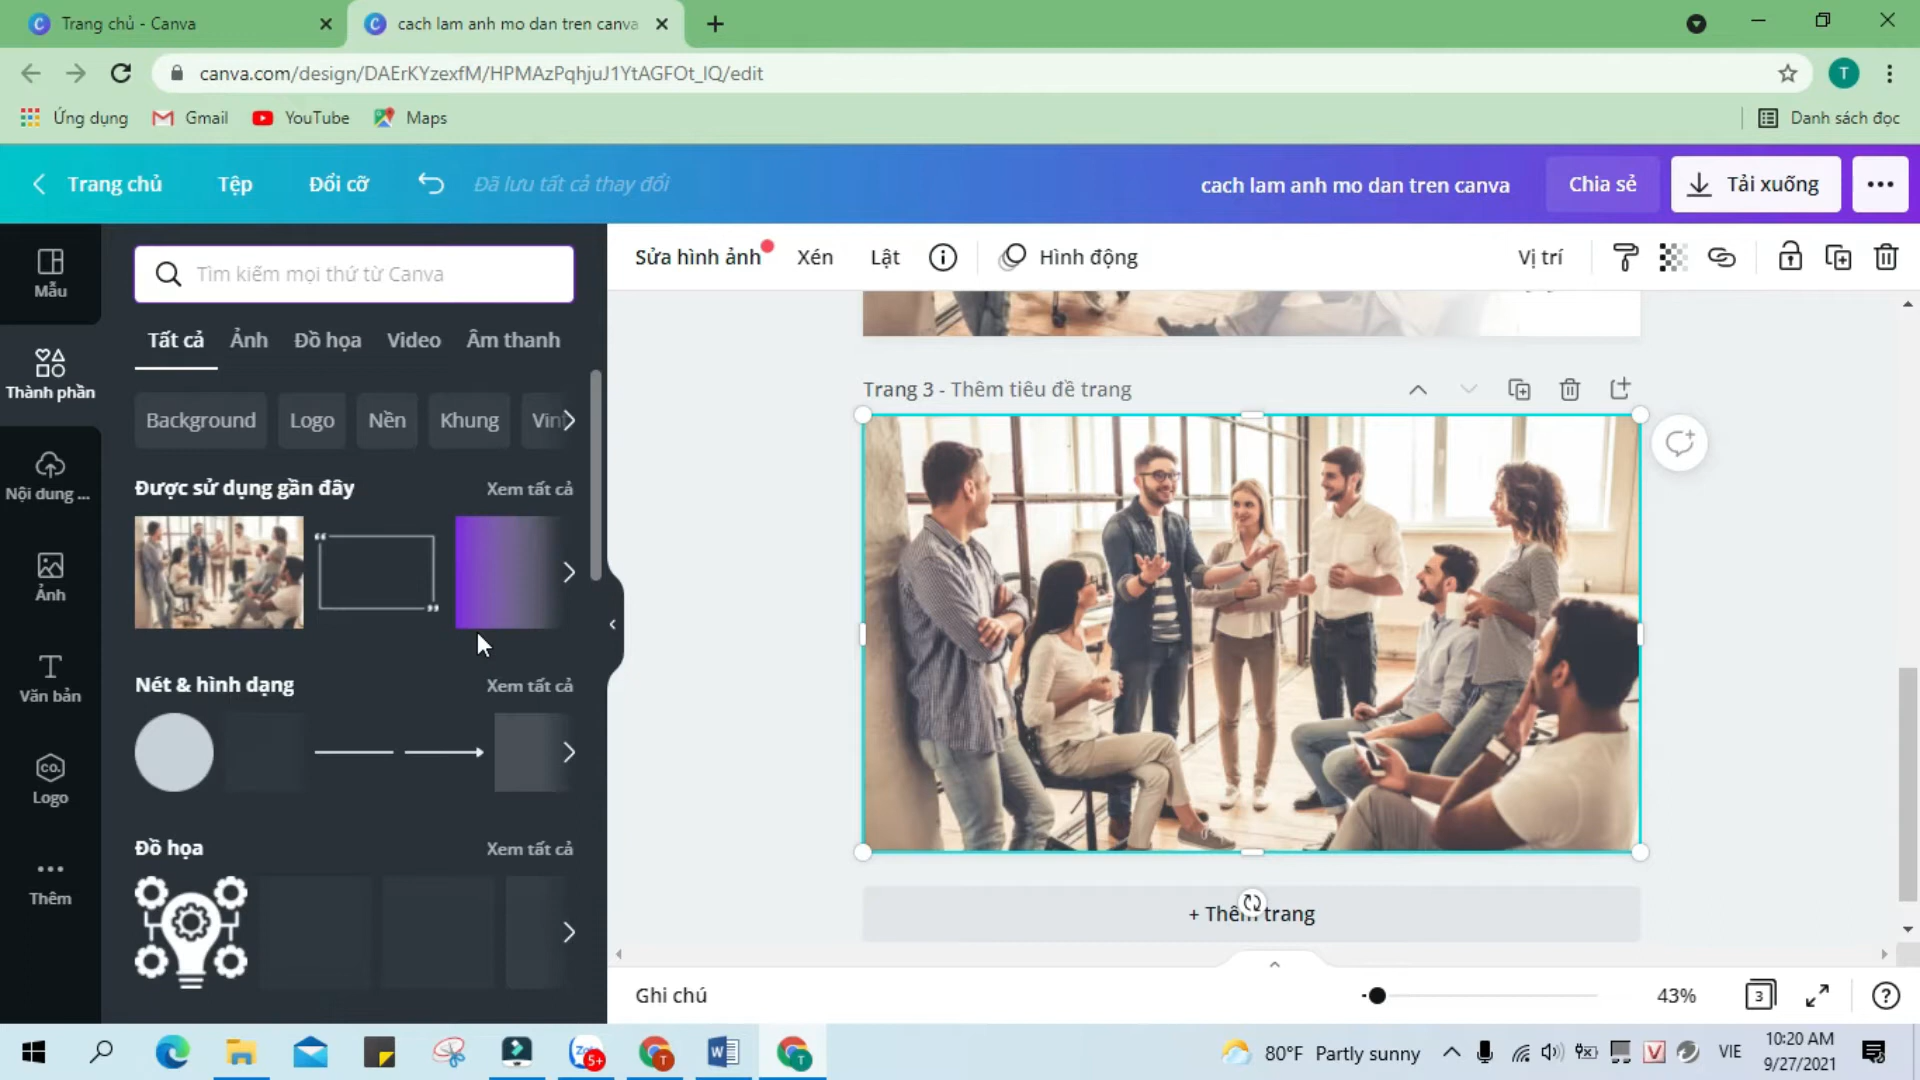 Trang chủ - Canva
cach lam anh mo dan tren canva
canva.com/design/DAErKYzexfM/HPMAzPqhjuJ1YtAGFOt_lQ/edit
T
Ứng dụng
Gmail
YouTube
Maps
Danh sách đọc
Trang chủ
Tệp
Đổi cỡ
Đã lưu tất cả thay đổi
cach lam anh mo dan tren canva
Chia sẻ
Tải xuống
Mẫu
Thành phần
Nội dung ...
Ảnh
Văn bản
CO.
Logo
Thêm
Tìm kiếm mọi thứ từ Canva
Tất cả
Ảnh
Đồ họa
Video
Âm thanh
Background
Logo
Nền
Khung
Vin
Được sử dụng gần đây
Xem tất cả
Nét & hình dạng
Xem tất cả
Đồ họa
Xem tất cả
Sửa hình ảnh
Xén
Lật
Hình động
Vị trí
Trang 3 - Thêm tiêu đề trang
+ Thêm trang
Ghi chú
43%
3
5+
80°F Partly sunny
VIE
10:20 AM
9/27/2021